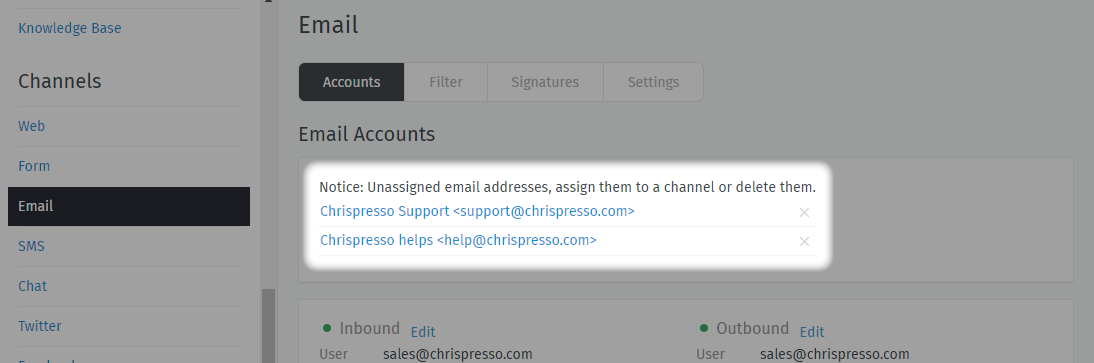 Knowledge Base
Channels
Web
Form
Email
SMS
Chat
Twitter
Email
Accounts Filter Signatures Settings
Email Accounts
Notice: Unassigned email addresses, assign them to a channel or delete them.
Chrispresso Support <support@chrispresso.com>
Chrispresso helps <help@chrispresso.com>
Inbound Edit
User sales@chrispresso.com
Outbound Edit
User sales@chrispresso.com